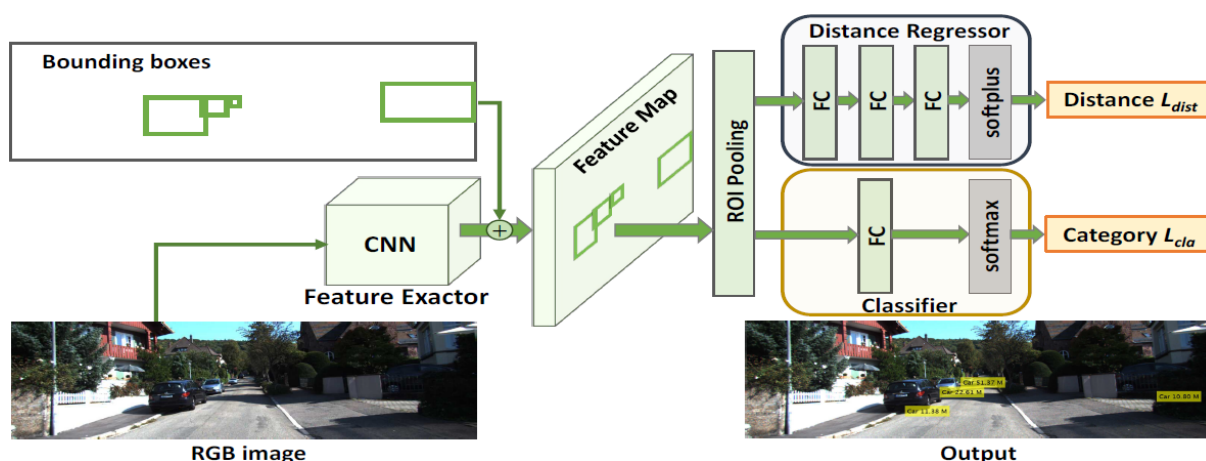 Bounding boxes
CNN
Feature Exactor
RGB image
Feature Map
ROI Pooling
Distance Regressor
FC
FC
FC
softplus
Distance L_dist
FC
softmax
Classifier
Category L_cla
Car 51.37 M
Car 22.61 M
Car 11.38 M
Car 10.80 M
Output